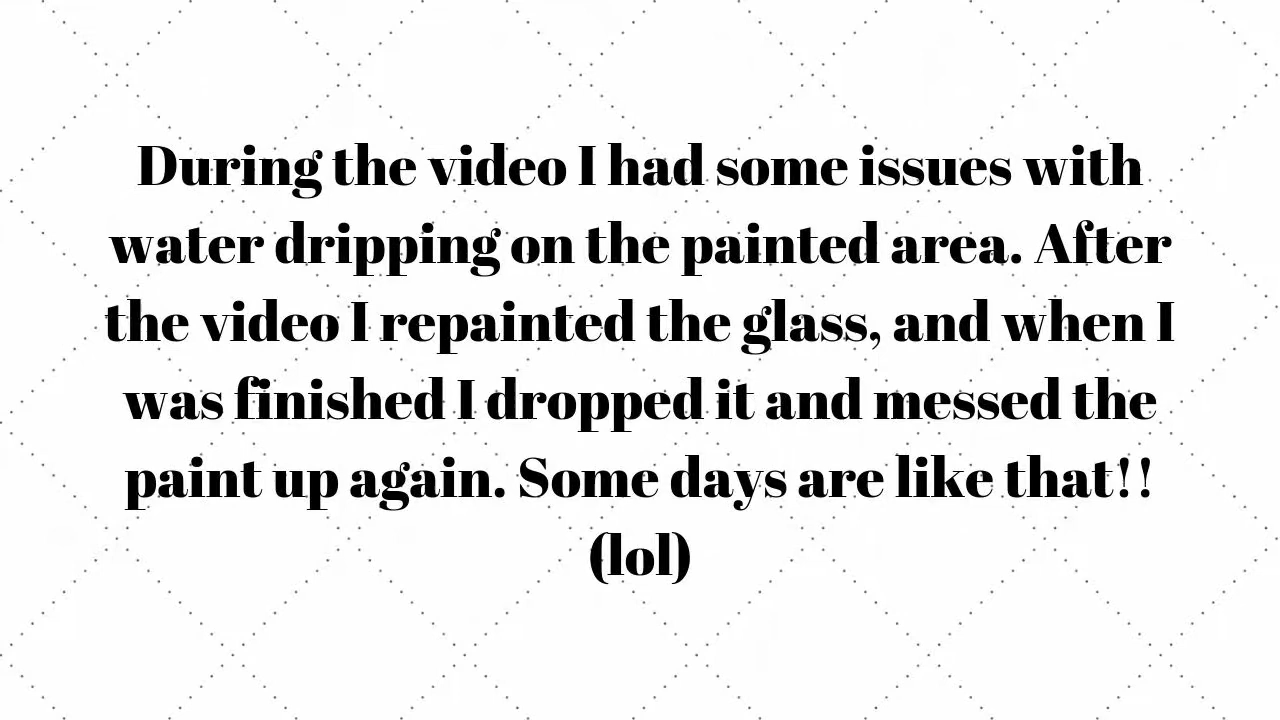 During the video I had some issues with
water dripping on the painted area. After
the video I repainted the glass, and when I
was finished I dropped it and messed the
paint up again. Some days are like that!!
(lol)